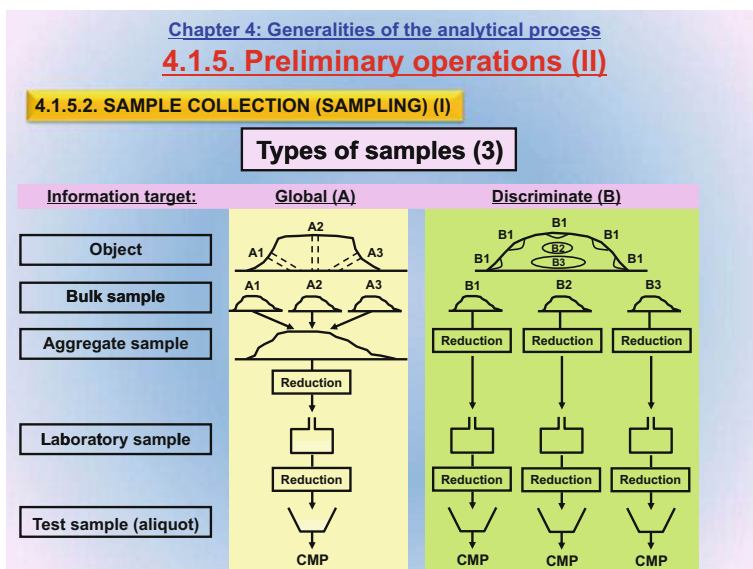 Chapter 4: Generalities of the analytical process
4.1.5. Preliminary operations (II)
4.1.5.2. SAMPLE COLLECTION (SAMPLING) (I)
Types of samples (3)
Information target: Global (A) Discriminate (B)
Object
A1 A2 A3
B1 B1 B1 B1 B1 B2 B3
Bulk sample
A1 A2 A3
B1 B2 B3
Aggregate sample
Reduction Reduction Reduction
Reduction
Laboratory sample
Reduction Reduction Reduction Reduction
Test sample (aliquot)
CMP CMP CMP CMP